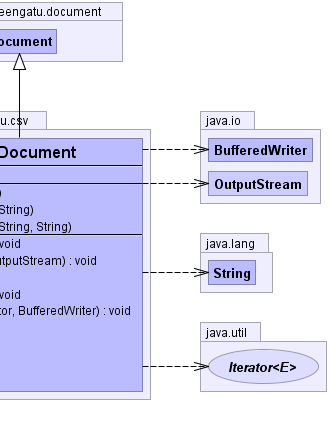 eengatu.document
ocument
u.csv
Document
)
String)
String, String)
void
utputStream) : void
void
tor, BufferedWriter) : void
java.io
BufferedWriter
OutputStream
java.lang
String
java.util
Iterator<E>